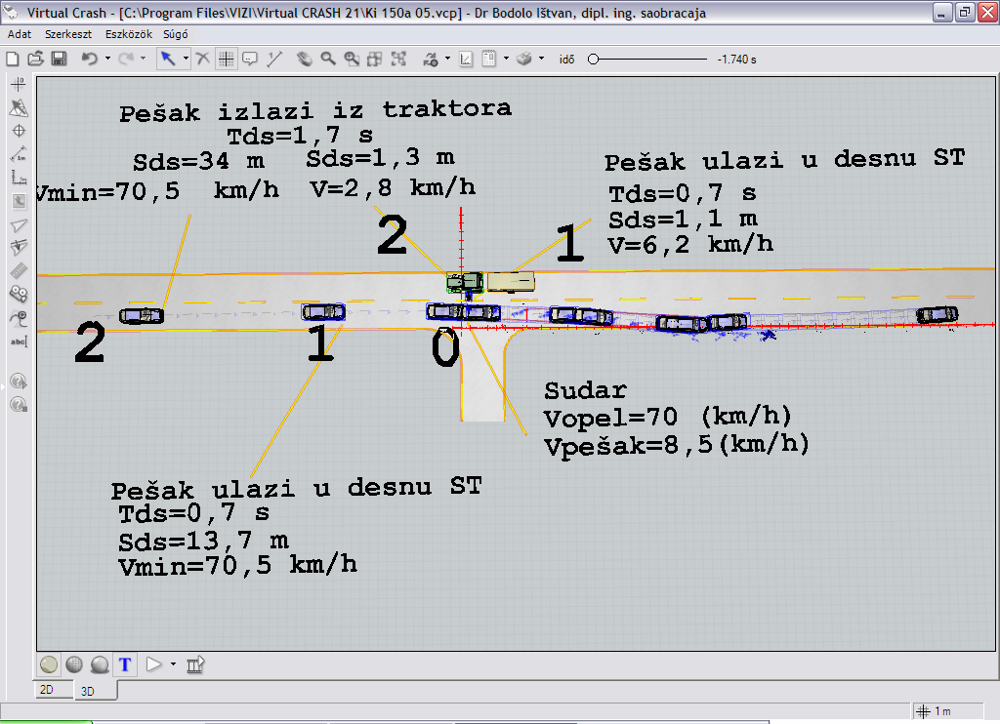 Virtual Crash - [C:\Program Files\VIZI\Virtual CRASH 21\Ki 150a 05.vcp] - Dr Bodolo Ištvan, dipl. ing. saobracaja
Adat Szerkeszt Eszközök Súgó
idő -1.740 s
Pešak izlazi iz traktora
Tds=1,7 s
Sds=34 m Sds=1,3 m
Vmin=70,5 km/h V=2,8 km/h
Pešak ulazi u desnu ST
Tds=0,7 s
Sds=1,1 m
V=6,2 km/h
2
1
2
1
0
Sudar
Vopel=70 (km/h)
Vpešak=8,5(km/h)
Pešak ulazi u desnu ST
Tds=0,7 s
Sds=13,7 m
Vmin=70,5 km/h
abc
T
2D 3D
1 m